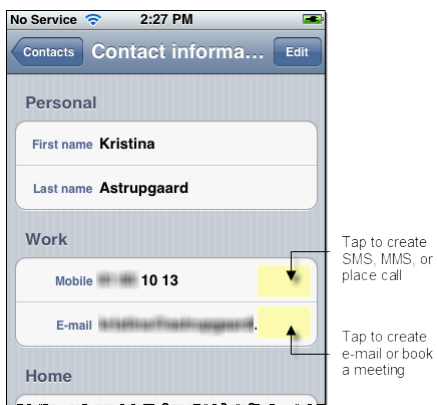 No Service 2:27 PM
Contacts Contact informa... Edit
Personal
First name Kristina
Last name Astrupgaard
Work
Mobile 10 13
E-mail
Home
Tap to create
SMS, MMS, or
place call
Tap to create
e-mail or book
a meeting